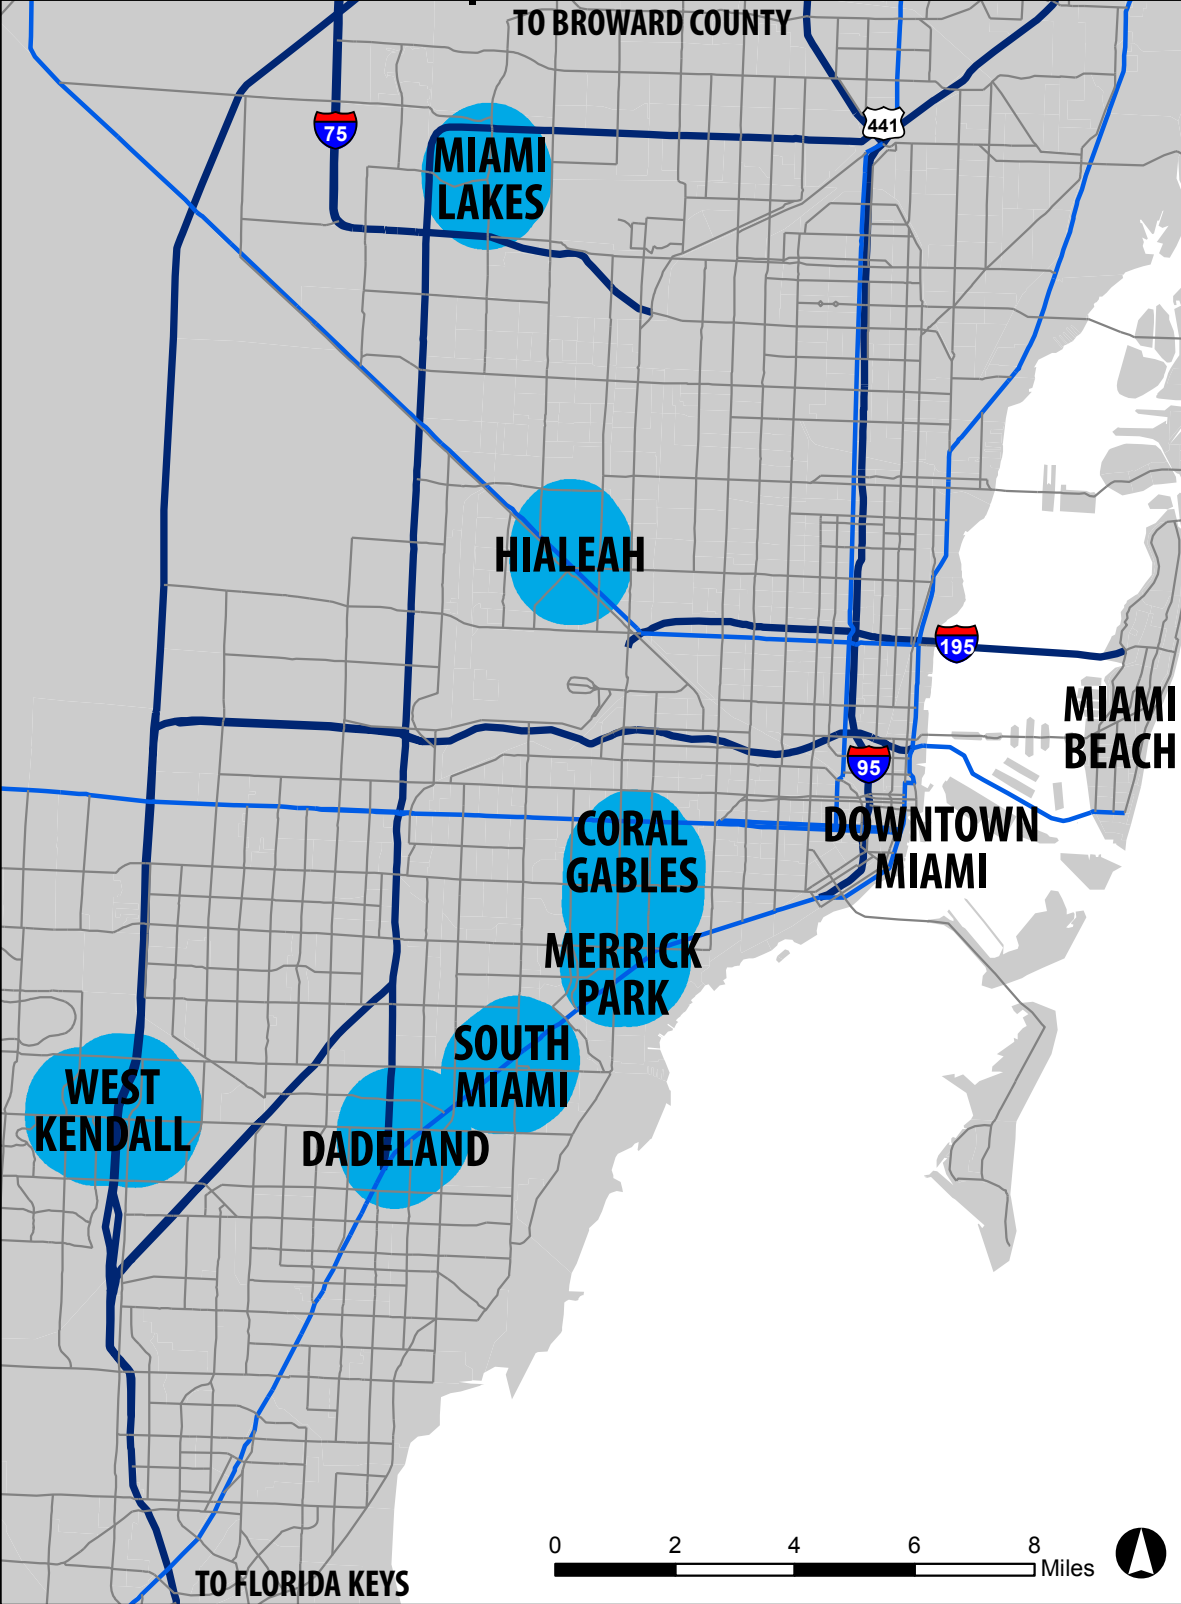 TO BROWARD COUNTY
441
75
MIAMI
LAKES
HIALEAH
195
MIAMI
BEACH
95
CORAL
GABLES
DOWNTOWN
MIAMI
MERRICK
PARK
SOUTH
MIAMI
WEST
KENDALL
DADELAND
0 2 4 6 8
Miles
TO FLORIDA KEYS